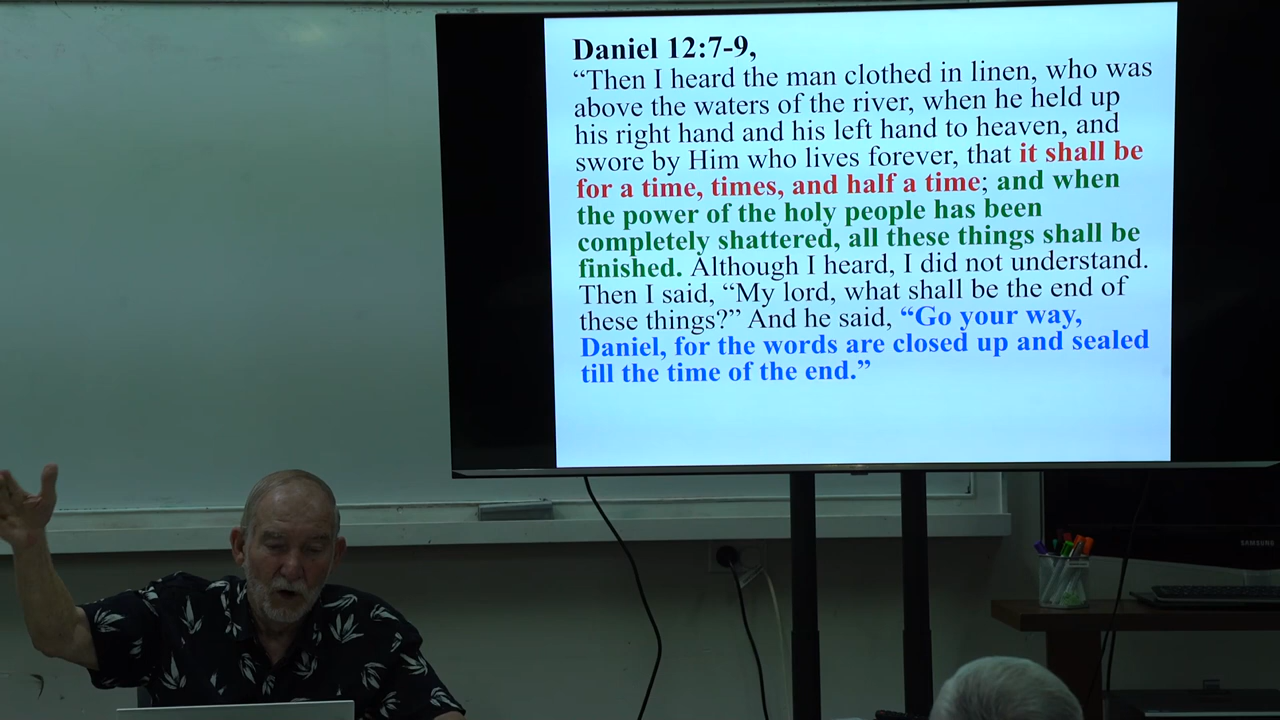 Daniel 12:7-9,
“Then I heard the man clothed in linen, who was
above the waters of the river, when he held up
his right hand and his left hand to heaven, and
swore by Him who lives forever, that it shall be
for a time, times, and half a time; and when
the power of the holy people has been
completely shattered, all these things shall be
finished. Although I heard, I did not understand.
Then I said, “My lord, what shall be the end of
these things?” And he said, “Go your way,
Daniel, for the words are closed up and sealed
till the time of the end.”
SAMSUNG